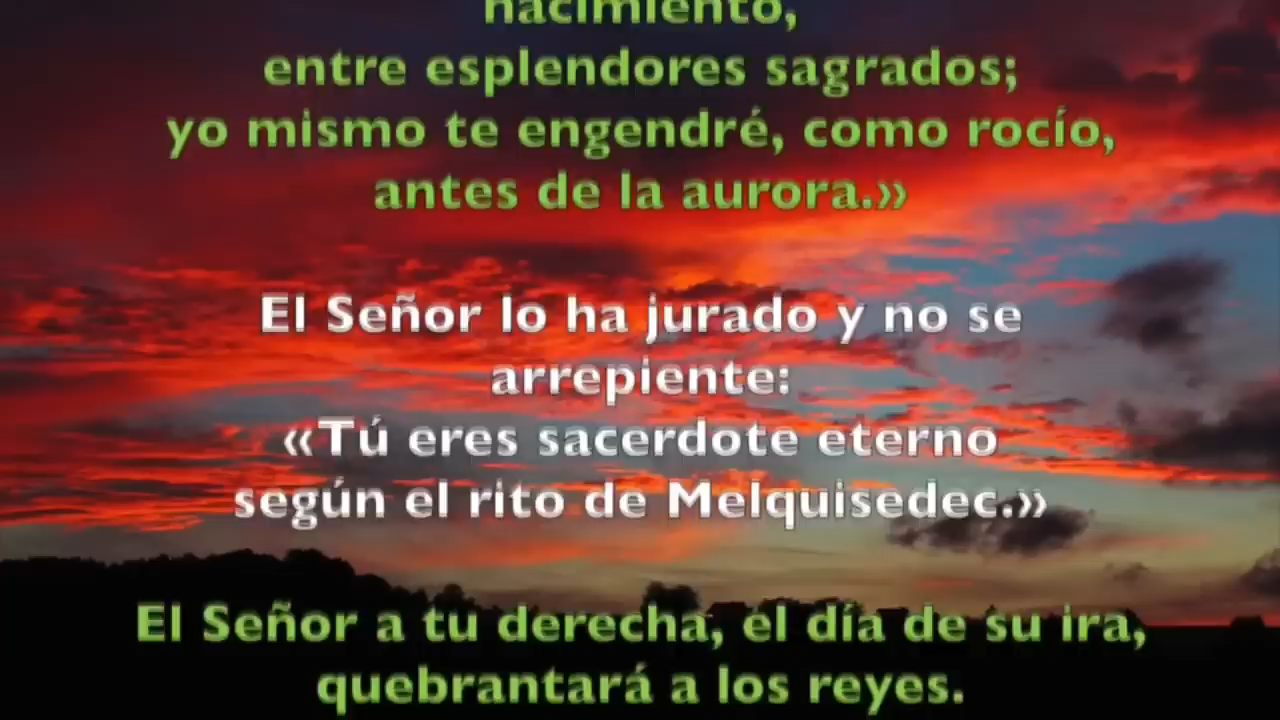 nacimiento,
entre esplendores sagrados;
yo mismo te engendré, como rocío,
antes de la aurora.»
El Señor lo ha jurado y no se
arrepiente:
«Tú eres sacerdote eterno
según el rito de Melquisedec.»
El Señor a tu derecha, el día de su ira,
quebrantará a los reyes.